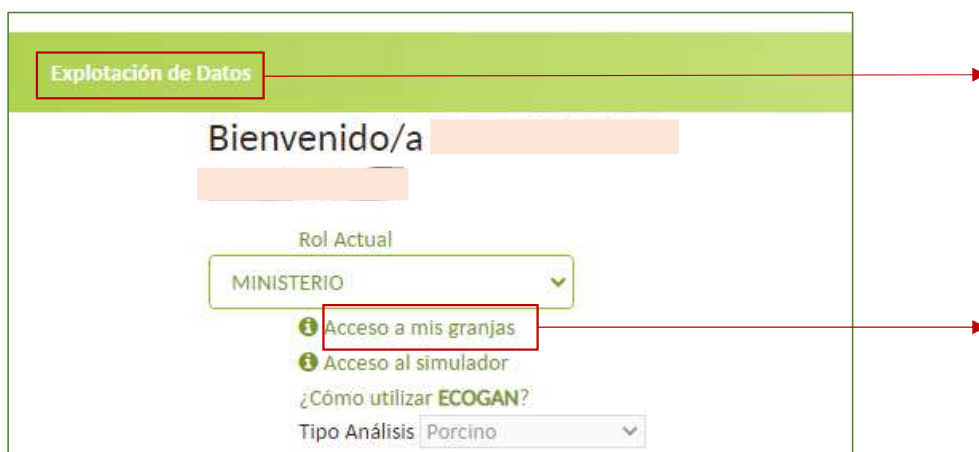 Explotación de Datos
Bienvenido/a
Rol Actual
MINISTERIO
Acceso a mis granjas
Acceso al simulador
¿Cómo utilizar ECOGAN?
Tipo Análisis Porcino